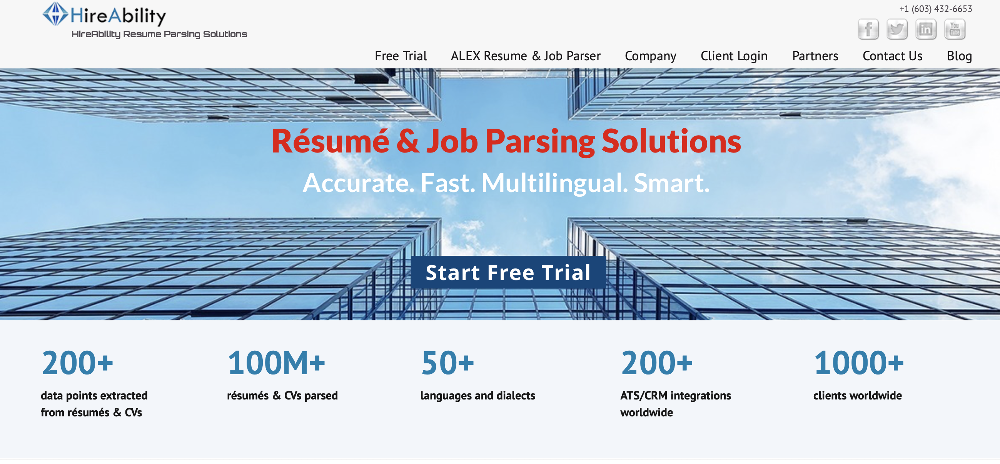 HireAbility
HireAbility Resume Parsing Solutions
+1 (603) 432-6653
f
in
You
Tube
Free Trial ALEX Resume & Job Parser Company Client Login Partners Contact Us Blog
Résumé & Job Parsing Solutions
Accurate. Fast. Multilingual. Smart.
Start Free Trial
200+ 100M+ 50+ 200+ 1000+
data points extracted résumés & CVs parsed languages and dialects ATS/CRM integrations clients worldwide
from résumés & CVs worldwide